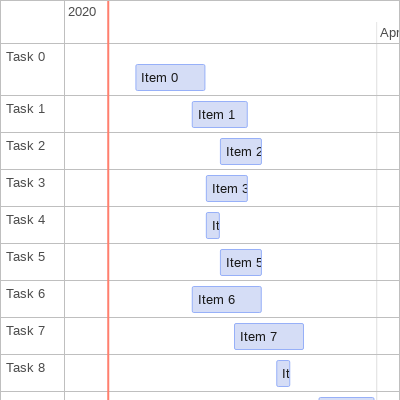 2020
Apr
Task 0
Item 0
Task 1
Item 1
Task 2
Item 2
Task 3
Item 3
Task 4
It
Task 5
Item 5
Task 6
Item 6
Task 7
Item 7
Task 8
It